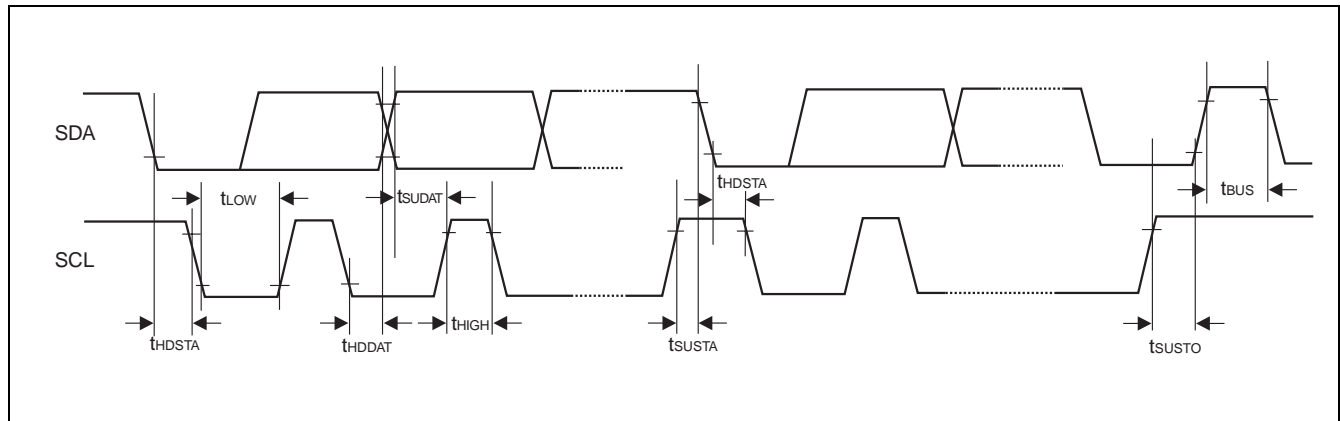 SDA
tHDSTA
tLOW
tSUDAT
tBUS
SCL
tHDSTA
tHDDAT
tHIGH
tSUSTA
tSUSTO